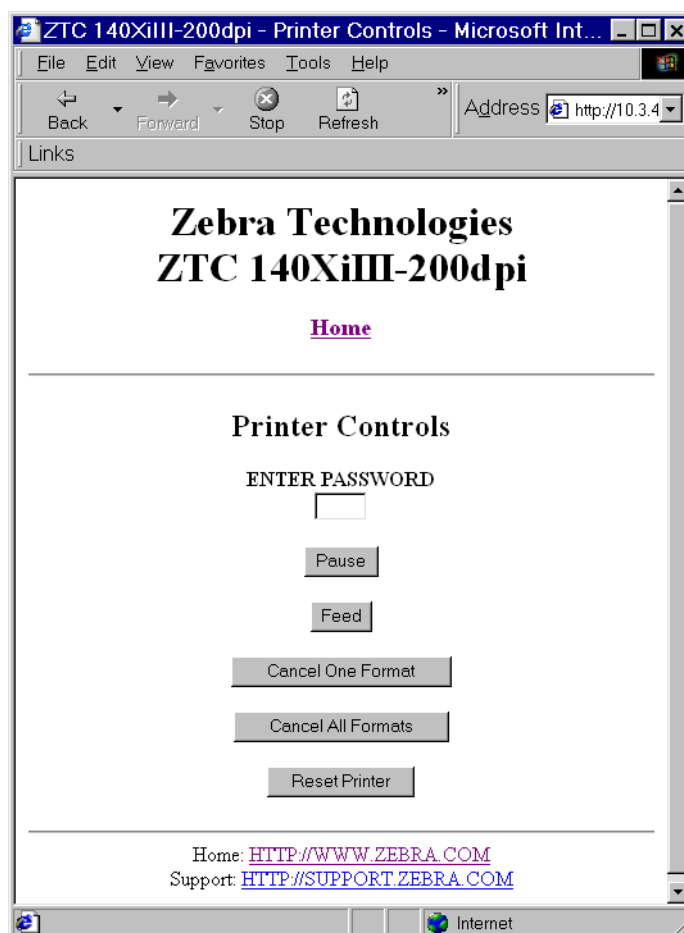 ZTC 140XiIII-200dpi - Printer Controls - Microsoft Int...
File Edit View Favorites Tools Help
Back Forward Stop Refresh » Address http://10.3.4
Links
Zebra Technologies
ZTC 140XiIII-200dpi
Home
Printer Controls
ENTER PASSWORD
Pause
Feed
Cancel One Format
Cancel All Formats
Reset Printer
Home: HTTP://WWW.ZEBRA.COM
Support: HTTP://SUPPORT.ZEBRA.COM
Internet